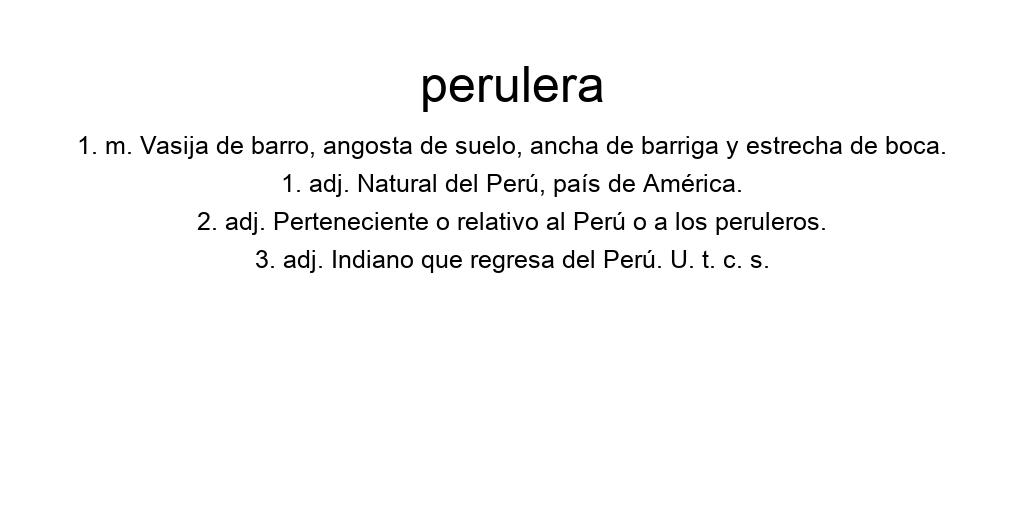 perulera
1. m. Vasija de barro, angosta de suelo, ancha de barriga y estrecha de boca.
1. adj. Natural del Perú, país de América.
2. adj. Perteneciente o relativo al Perú o a los peruleros.
3. adj. Indiano que regresa del Perú. U. t. c. s.